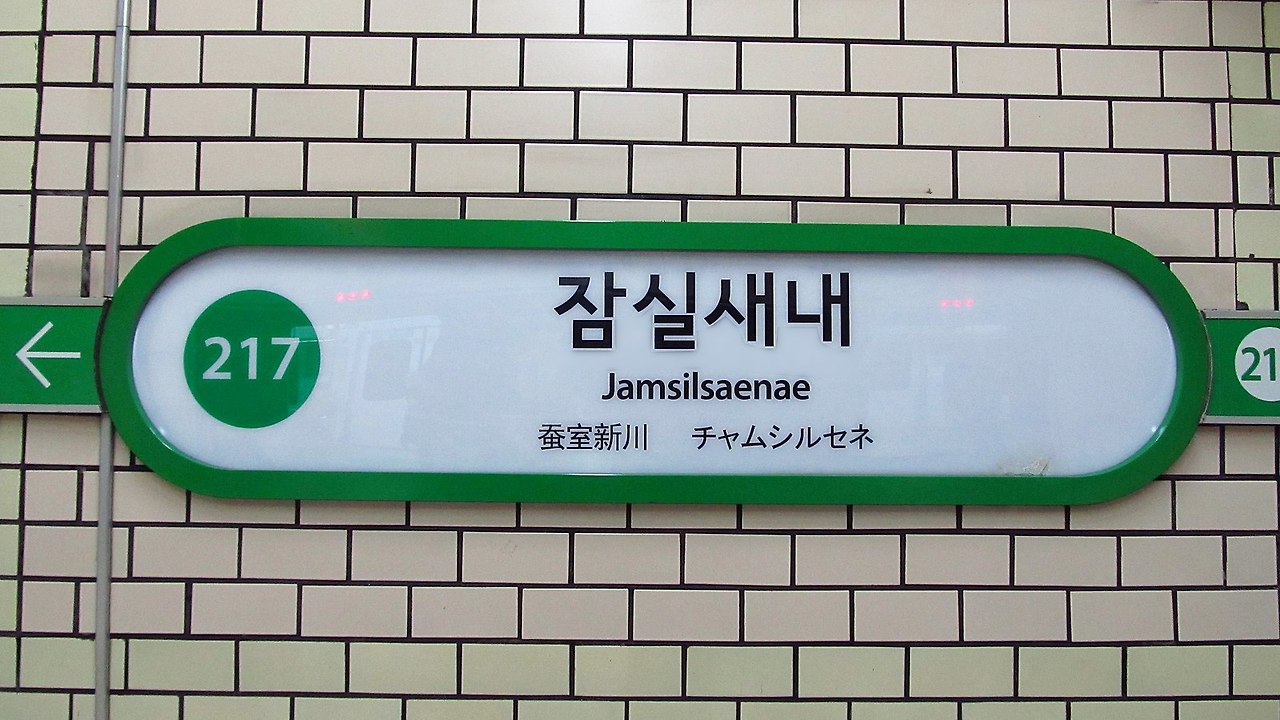 217
잠실새내
Jamsilsaenae
蚕室新川 チャムシルセネ